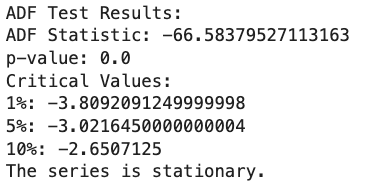 ADF Test Results:
ADF Statistic: -66.58379527113163
p-value: 0.0
Critical Values:
1%: -3.8092091249999998
5%: -3.0216450000000004
10%: -2.6507125
The series is stationary.